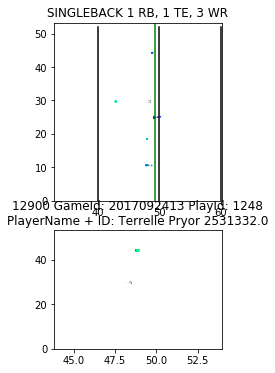 SINGLEBACK 1 RB, 1 TE, 3 WR
50
40
30
20
10
0
40 50 60
12900 GameId: 2017092413 PlayId: 1248
PlayerName + ID: Terrelle Pryor 2531332.0
40
20
0
45.0 47.5 50.0 52.5